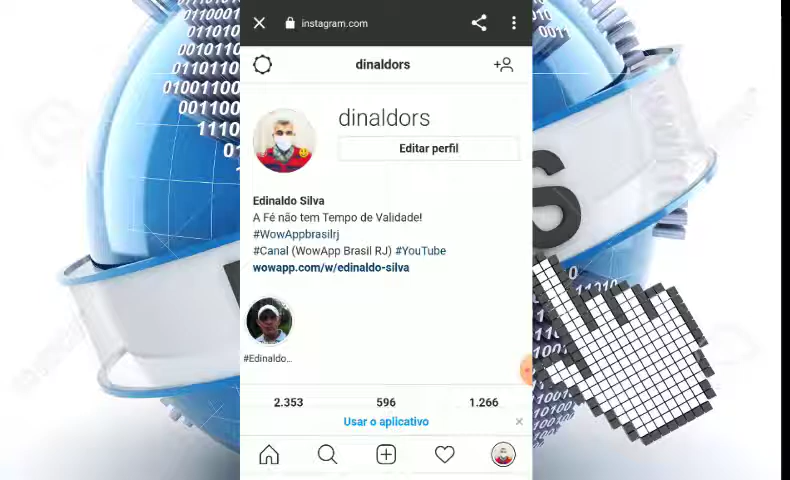 instagram.com
dinaldors
dinaldors
Editar perfil
Edinaldo Silva
A Fé não tem Tempo de Validade!
#WowAppbrasilrj
#Canal (WowApp Brasil RJ) #YouTube
wowapp.com/w/edinaldo-silva
#Edinaldo...
2.353 596 1.266
Usar o aplicativo